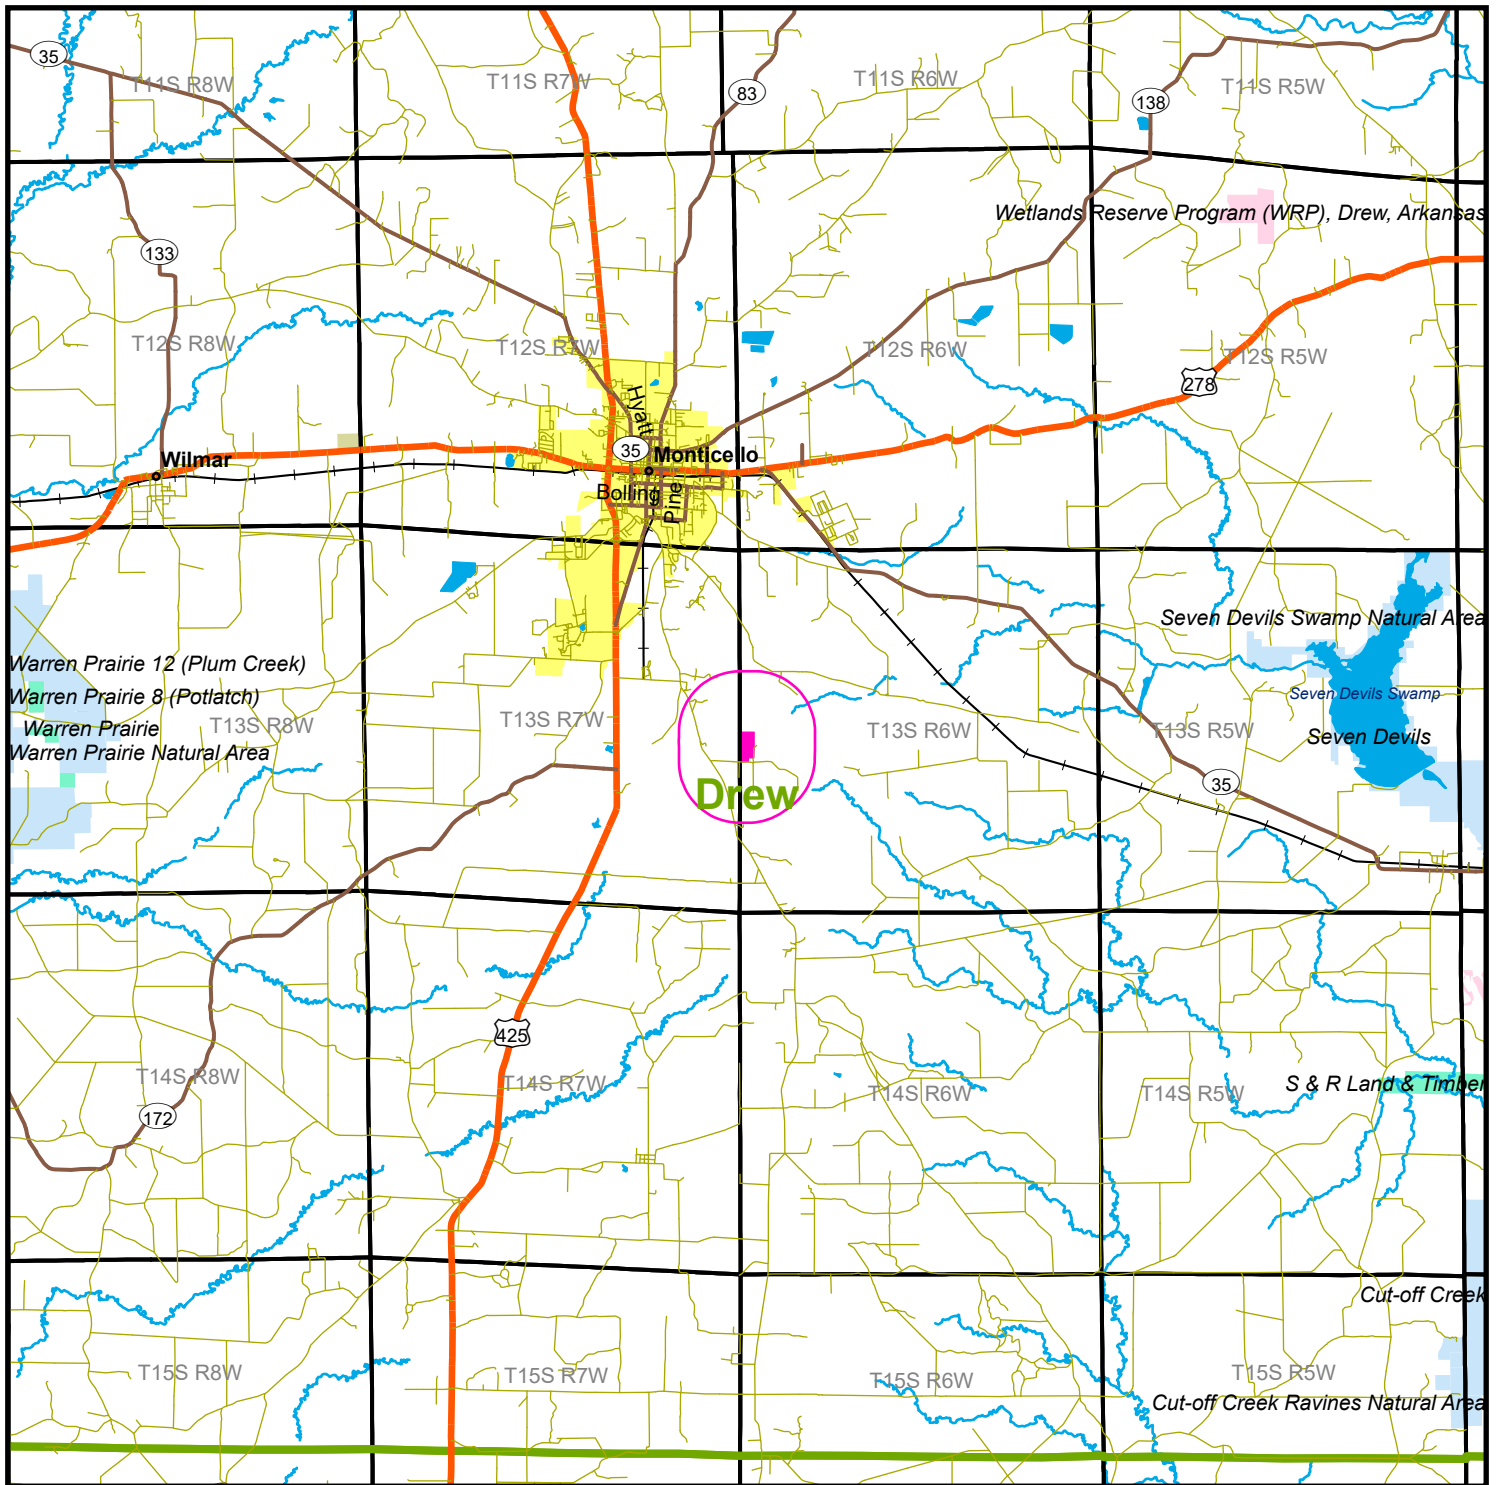 35
T11S R8W
T11S R7W
83
T11S R6W
138
T11S R5W
Wetlands Reserve Program (WRP), Drew, Arkansas
133
T12S R8W
T12S R7W
T12S R6W
T12S R5W
278
Hyatt
35
Monticello
Wilmar
Bolling
Pine
Seven Devils Swamp Natural Area
Warren Prairie 12 (Plum Creek)
Warren Prairie 8 (Potlatch)
Seven Devils Swamp
T13S R8W
T13S R7W
T13S R6W
T13S R5W
Warren Prairie
Seven Devils
Warren Prairie Natural Area
35
Drew
425
T14S R8W
T14S R7W
T14S R6W
T14S R5W
S & R Land & Timber
172
Cut-off Creek
T15S R8W
T15S R7W
T15S R6W
T15S R5W
Cut-off Creek Ravines Natural Area